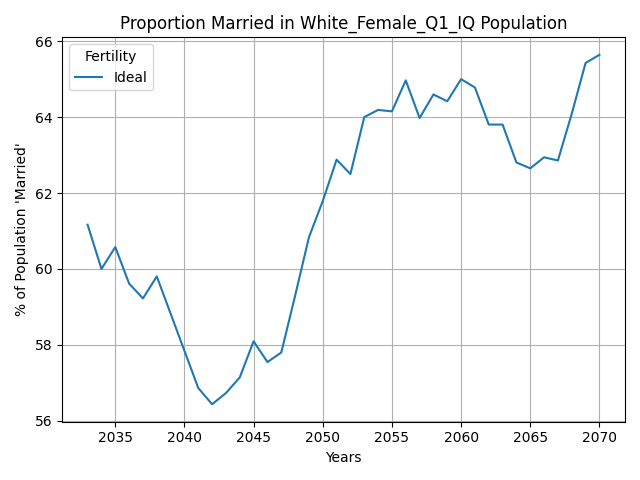 Proportion Married in White_Female_Q1_IQ Population
Fertility
Ideal
% of Population 'Married'
66
64
62
60
58
56
2035 2040 2045 2050 2055 2060 2065 2070
Years